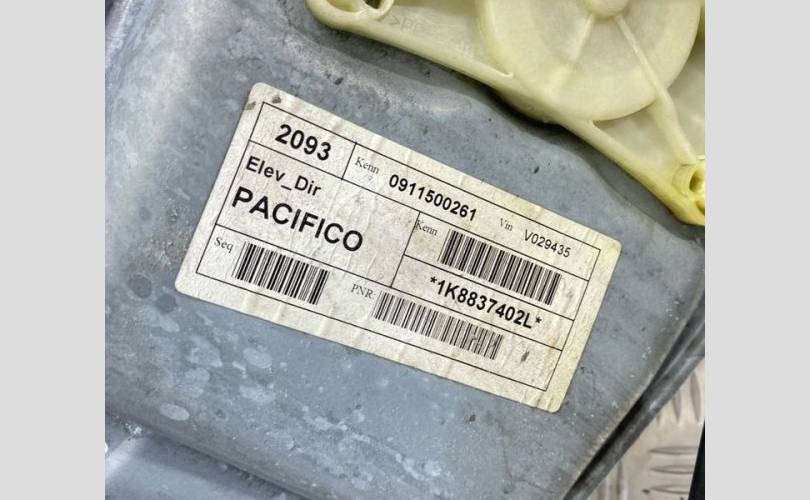 2093 Kenn 0911500261 Vin V029435
Elev_Dir
PACIFICO
Kenn
*1K8837402L*
Seq
PNR: